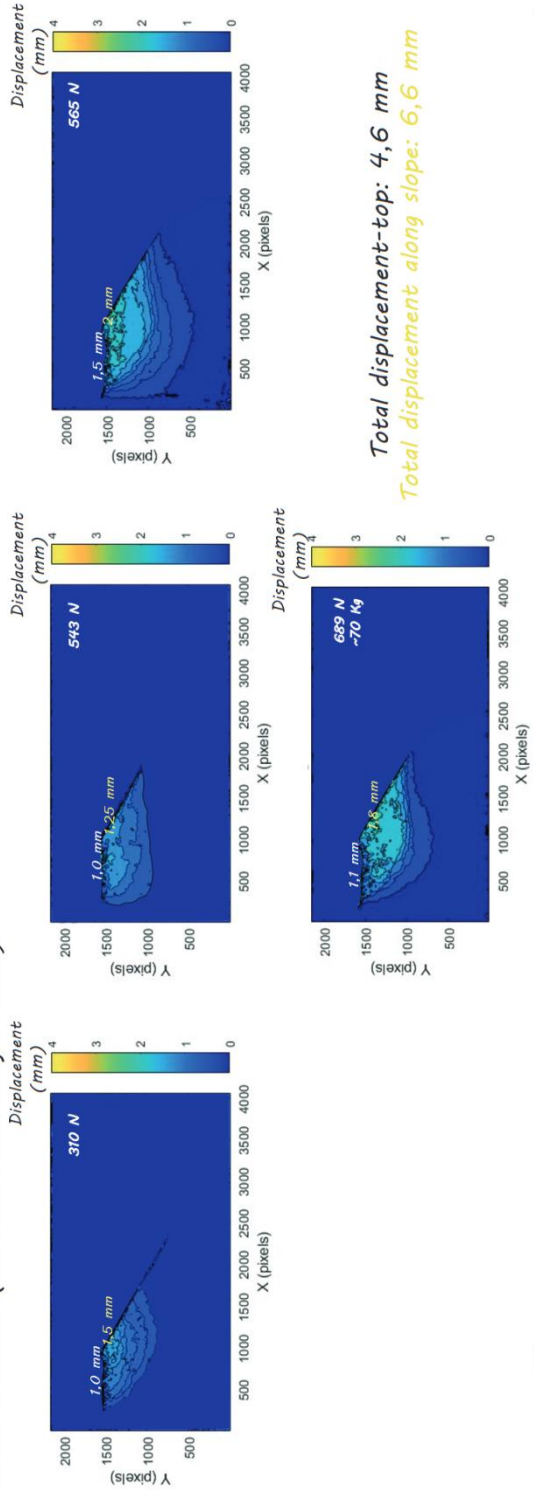 Displacement
(mm)
310 N
1,0 mm
1,5 mm
2000
1500
1000
500
Y (pixels)
500
1000
1500
2000
2500
3000
3500
4000
X (pixels)
4
3
2
1
0
Displacement
(mm)
543 N
1,0 mm
1,25 mm
2000
1500
1000
500
Y (pixels)
500
1000
1500
2000
2500
3000
3500
4000
X (pixels)
4
3
2
1
0
Displacement
(mm)
565 N
1,5 mm
2 mm
2000
1500
1000
500
Y (pixels)
500
1000
1500
2000
2500
3000
3500
4000
X (pixels)
4
3
2
1
0
Displacement
(mm)
689 N
~70 Kg
1,1 mm
1,8 mm
2000
1500
1000
500
Y (pixels)
500
1000
1500
2000
2500
3000
3500
4000
X (pixels)
4
3
2
1
0
Total displacement-top: 4,6 mm
Total displacement along slope: 6,6 mm